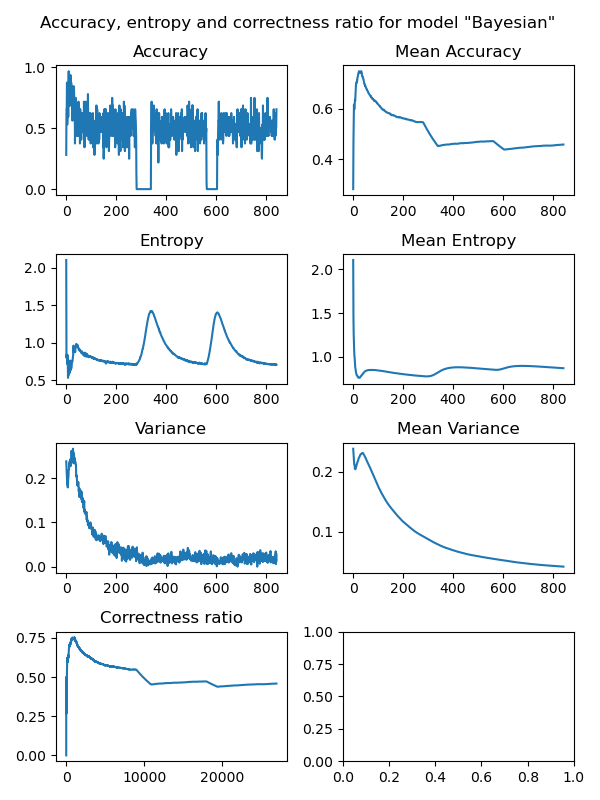 Accuracy, entropy and correctness ratio for model "Bayesian"
Accuracy
Mean Accuracy
1.0
0.5
0.0
0 200 400 600 800
0.6
0.4
0 200 400 600 800
Entropy
Mean Entropy
2.0
1.5
1.0
0.5
0 200 400 600 800
2.0
1.5
1.0
0 200 400 600 800
Variance
Mean Variance
0.2
0.1
0.0
0 200 400 600 800
0.2
0.1
0 200 400 600 800
Correctness ratio
0.75
0.50
0.25
0.00
0 10000 20000
1.00
0.75
0.50
0.25
0.00
0.0 0.2 0.4 0.6 0.8 1.0